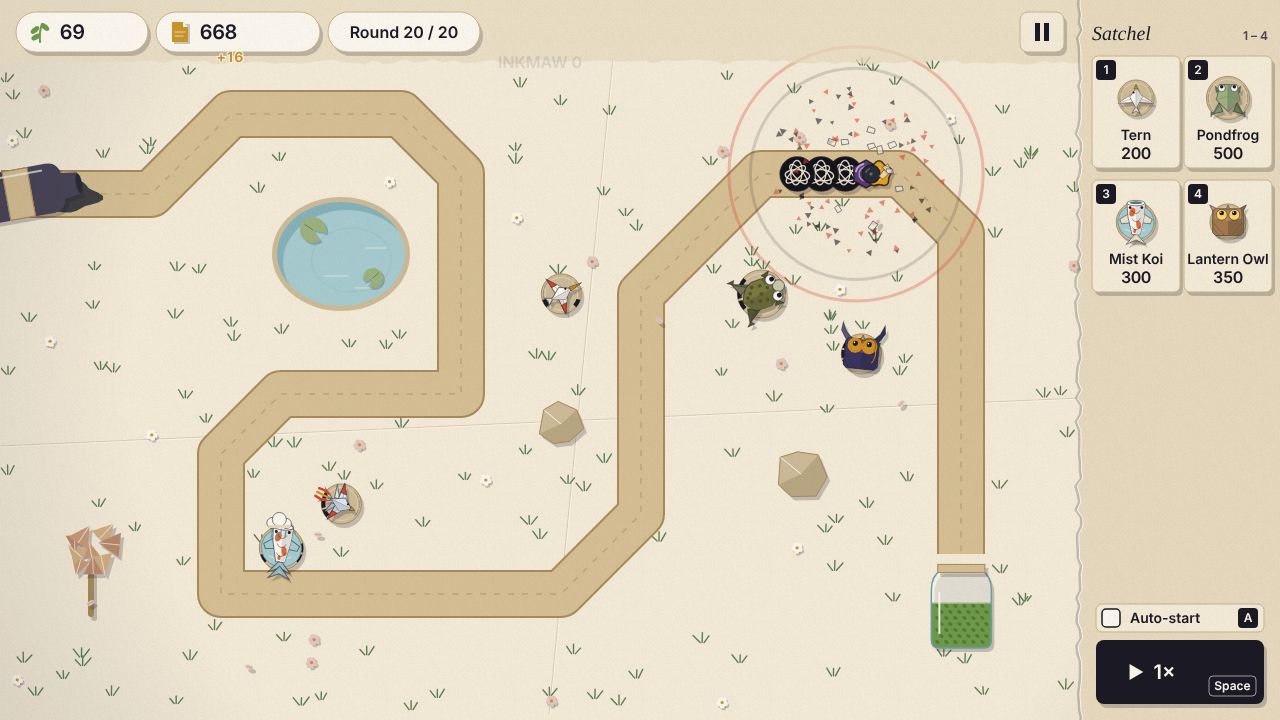 69
668
Round 20 / 20
+16
INKMAW 0
Satchel
1 – 4
1
Tern
200
2
Pondfrog
500
3
Mist Koi
300
4
Lantern Owl
350
Auto-start
A
1×
Space